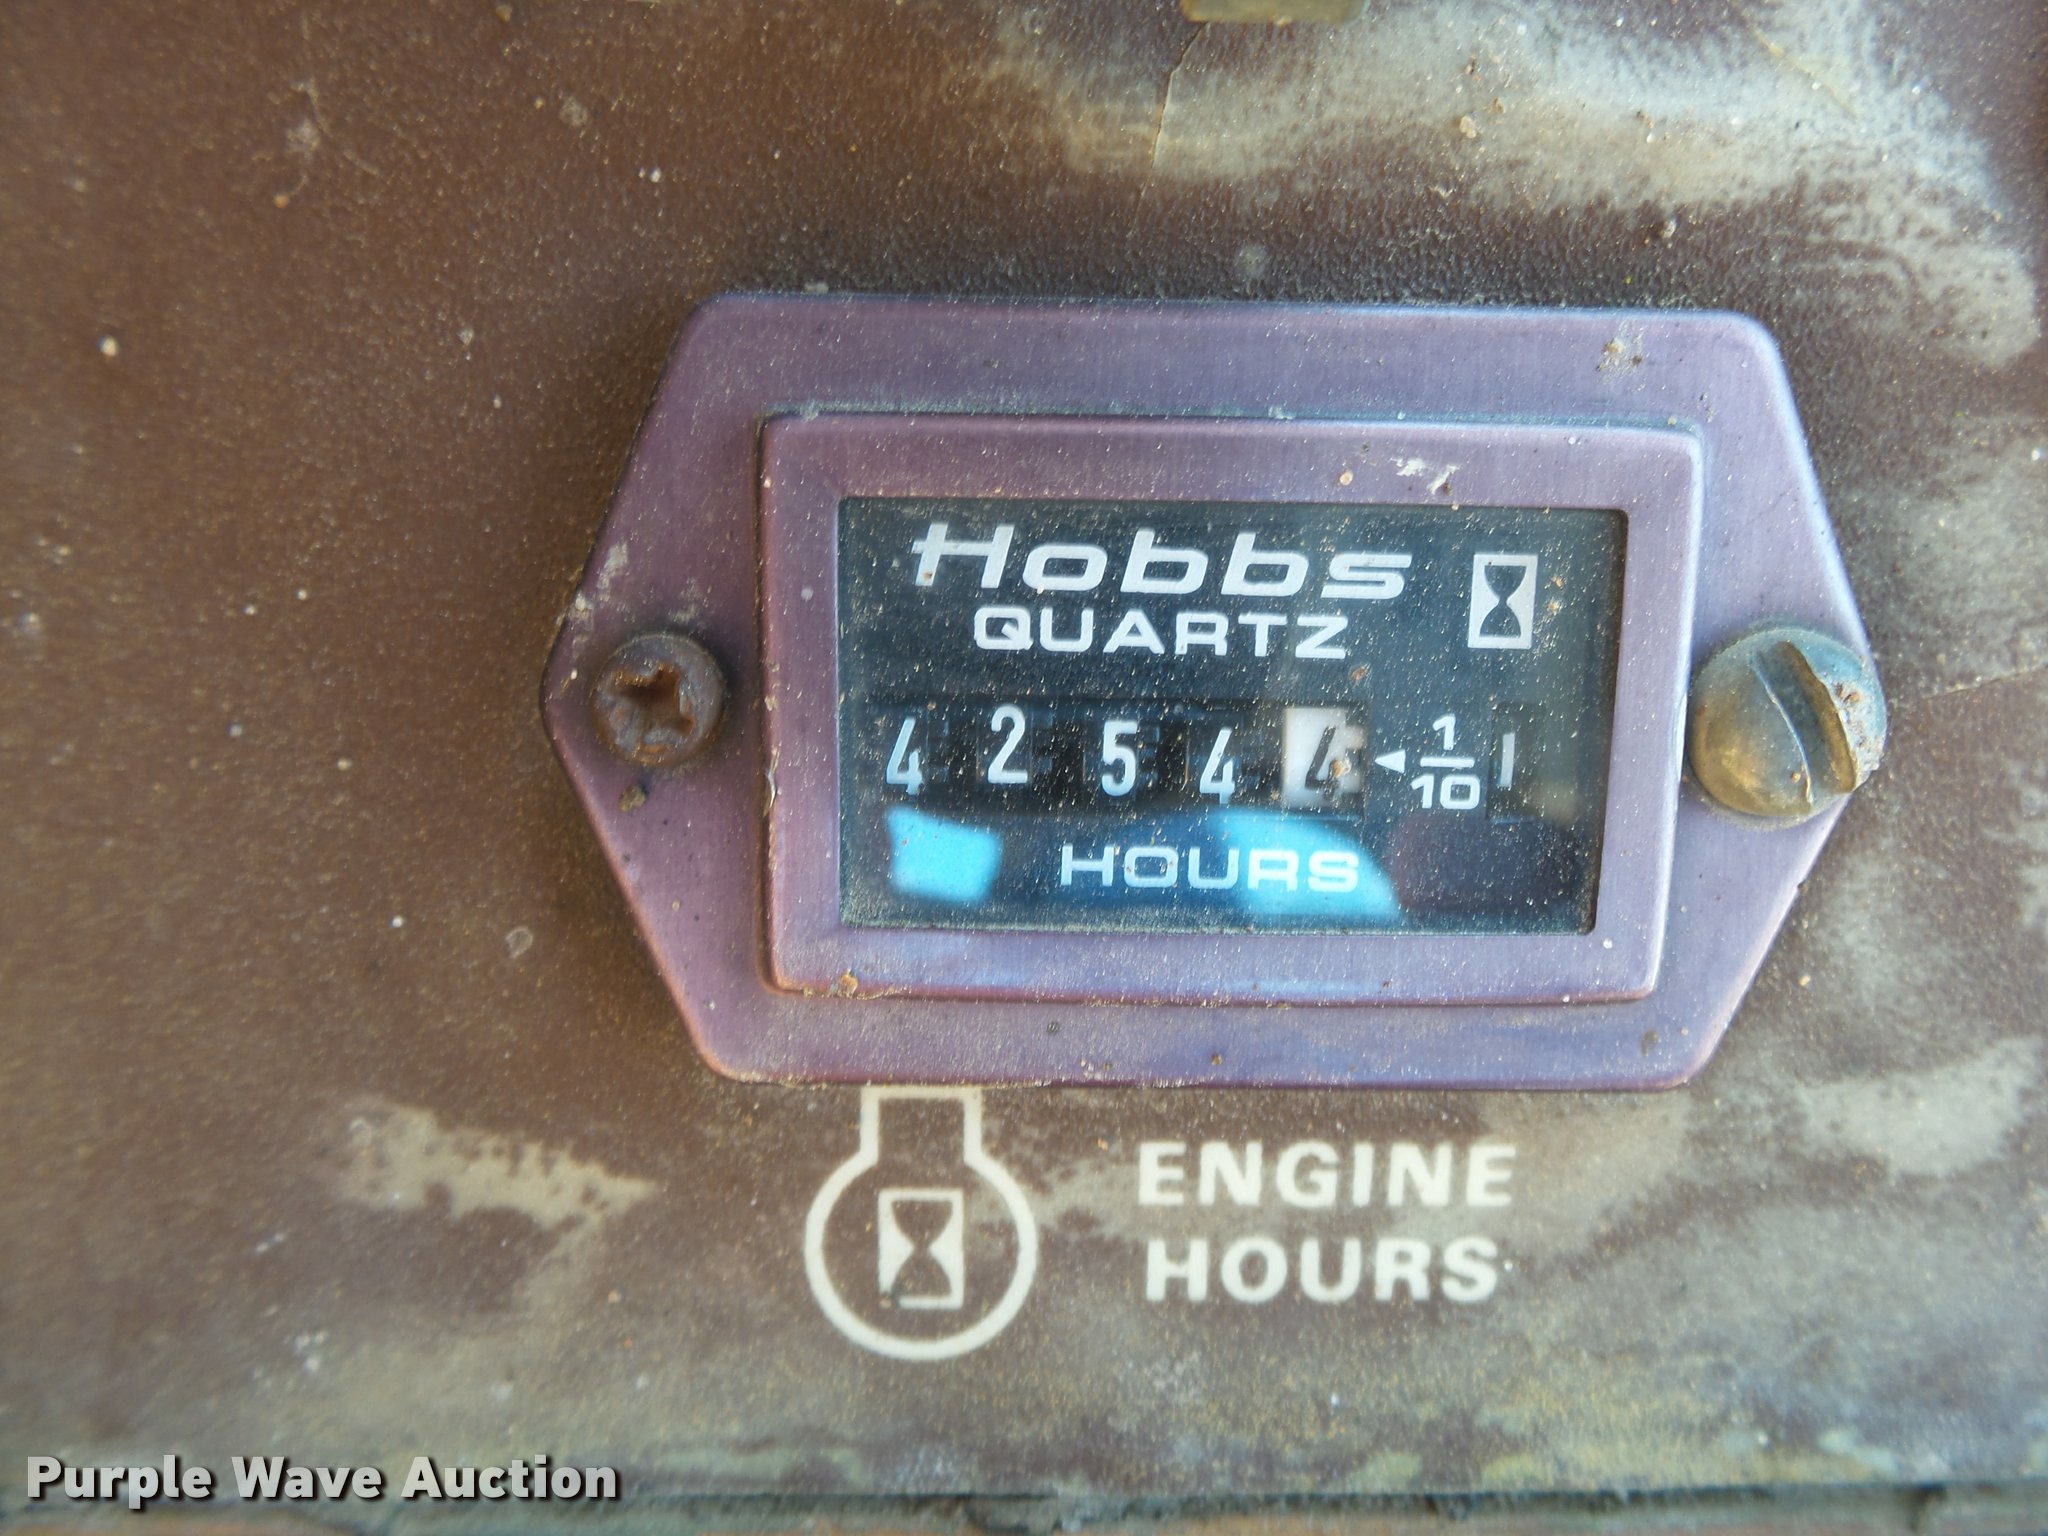 Hobbs
QUARTZ
4 2 5 4 4 ◄ 1/10
HOURS
ENGINE
HOURS
Purple Wave Auction